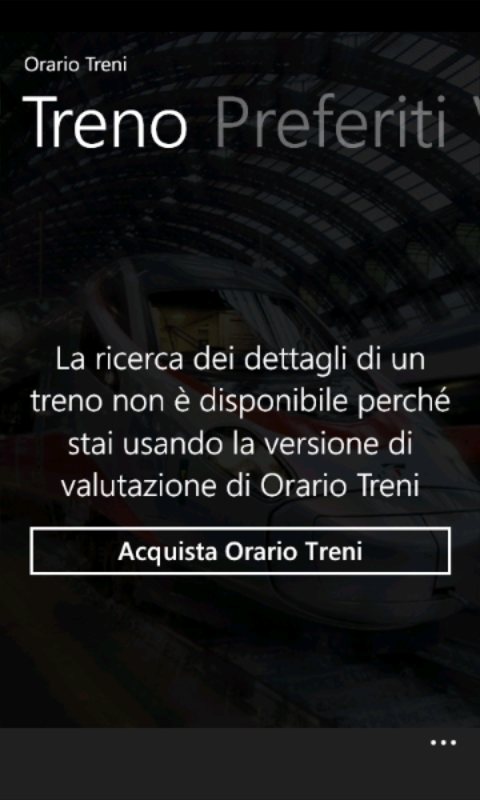 Orario Treni
Treno Preferiti
La ricerca dei dettagli di un
treno non è disponibile perché
stai usando la versione di
valutazione di Orario Treni
Acquista Orario Treni